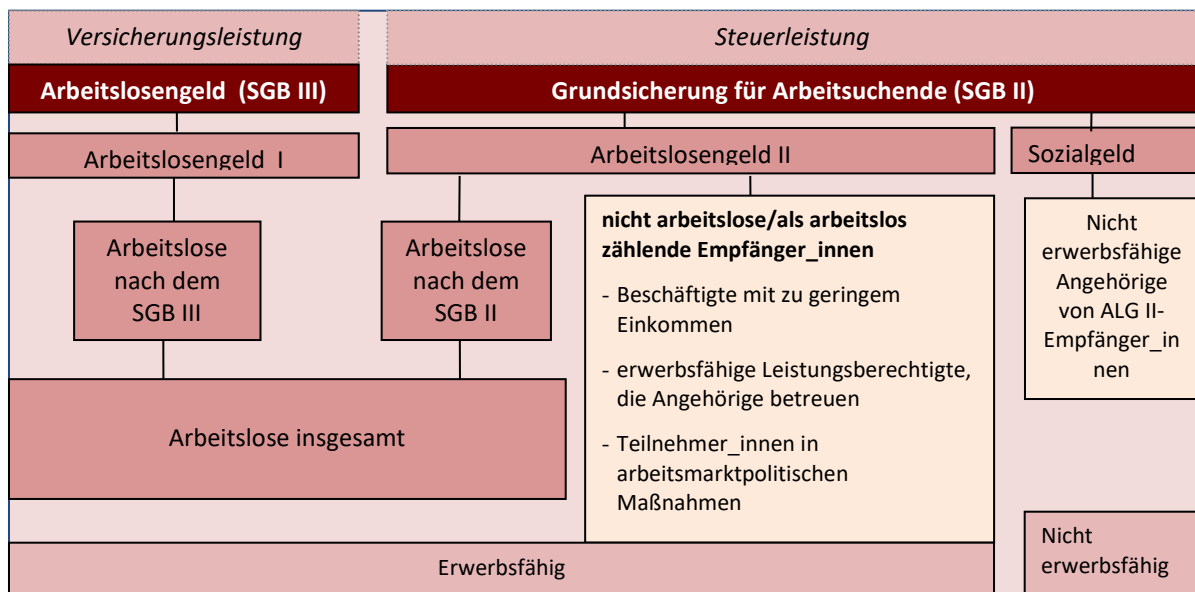 Versicherungsleistung
Steuerleistung
Arbeitslosengeld (SGB III)
Grundsicherung für Arbeitsuchende (SGB II)
Arbeitslosengeld I
Arbeitslosengeld II
Sozialgeld
Arbeitslose
nach dem
SGB III
Arbeitslose
nach dem
SGB II
nicht arbeitslose/als arbeitslos
zählende Empfänger_innen
- Beschäftigte mit zu geringem
Einkommen
- erwerbsfähige Leistungsberechtigte,
die Angehörige betreuen
- Teilnehmer_innen in
arbeitsmarktpolitischen
Maßnahmen
Nicht
erwerbsfähige
Angehörige
von ALG II-
Empfänger_in
nen
Arbeitslose insgesamt
Erwerbsfähig
Nicht
erwerbsfähig